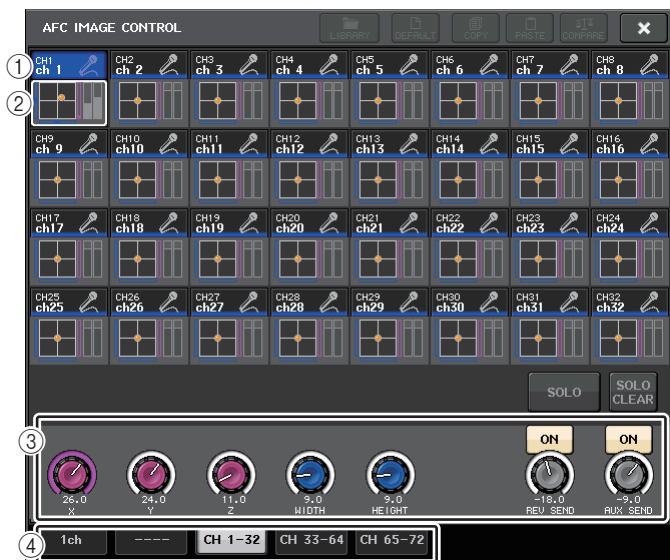 AFC IMAGE CONTROL
LIBRARY DEFAULT COPY PASTE COMPARE
①
CH1 CH2 CH3 CH4 CH5 CH6 CH7 CH8
ch 1 ch 2 ch 3 ch 4 ch 5 ch 6 ch 7 ch 8
②
CH9 CH10 CH11 CH12 CH13 CH14 CH15 CH16
ch 9 ch10 ch11 ch12 ch13 ch14 ch15 ch16
CH17 CH18 CH19 CH20 CH21 CH22 CH23 CH24
ch17 ch18 ch19 ch20 ch21 ch22 ch23 ch24
CH25 CH26 CH27 CH28 CH29 CH30 CH31 CH32
ch25 ch26 ch27 ch28 ch29 ch30 ch31 ch32
SOLO SOLO
CLEAR
③
ON ON
26.0 24.0 11.0 9.0 9.0 -18.0 -9.0
X Y Z WIDTH HEIGHT REV SEND AUX SEND
④
1ch ---- CH 1-32 CH 33-64 CH 65-72